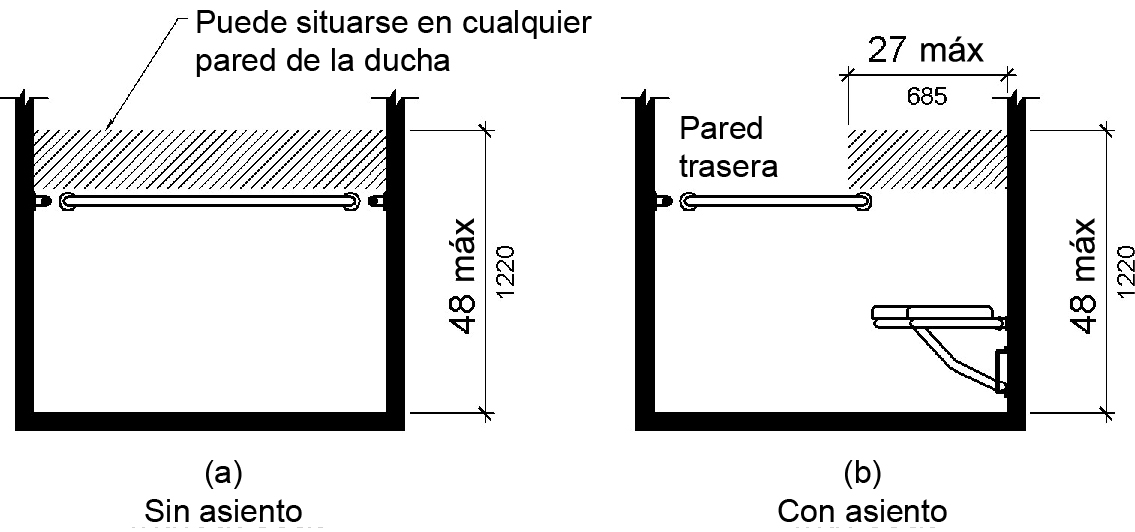 Puede situarse en cualquier
pared de la ducha
27 máx
685
Pared
trasera
48 máx
1220
48 máx
1220
(a)
Sin asiento
(b)
Con asiento